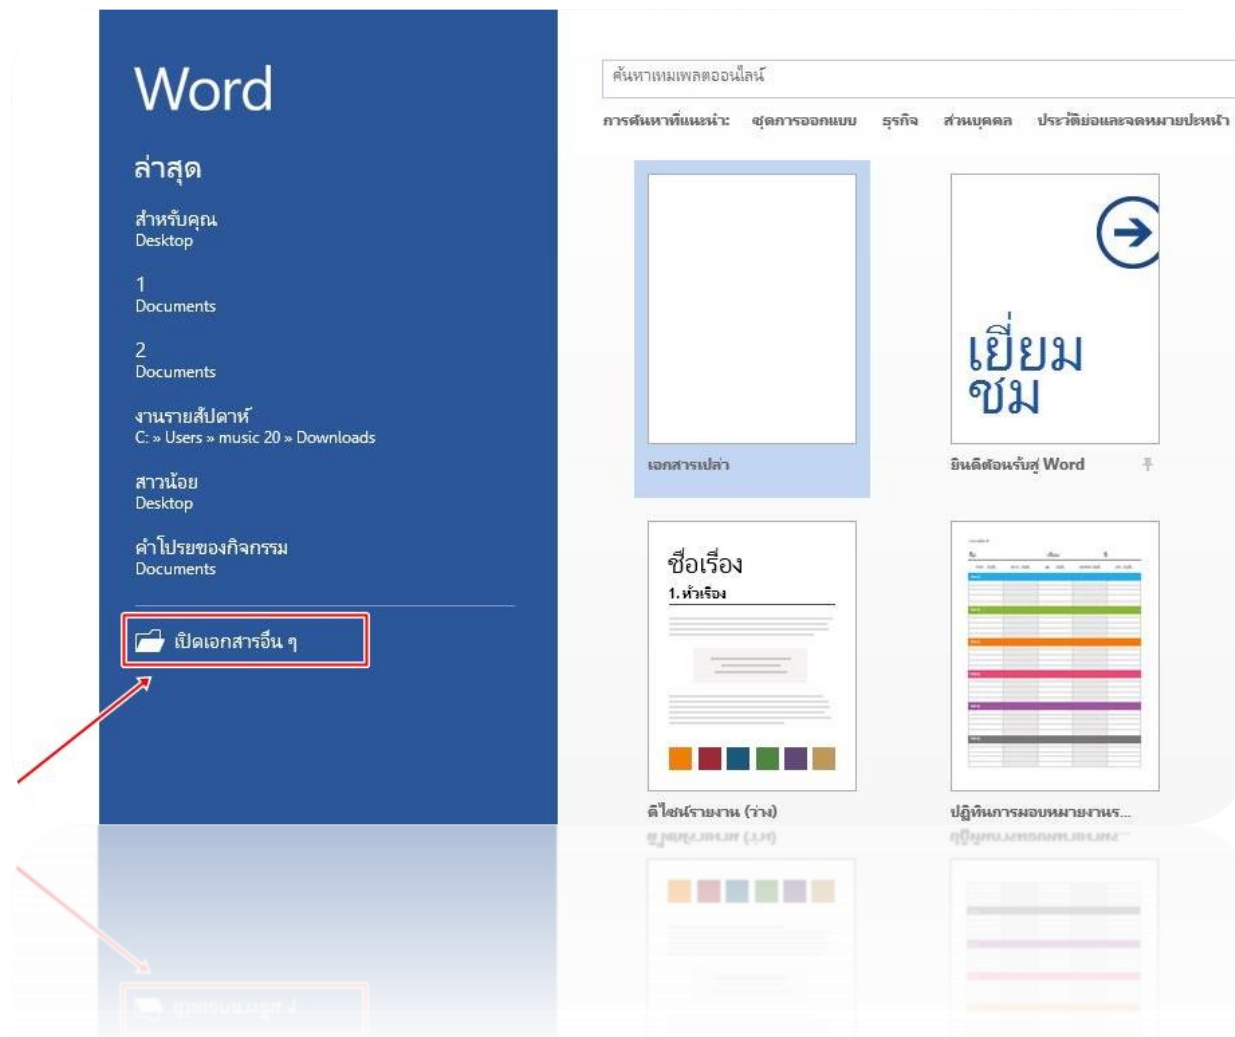 Word
ล่าสุด
สำหรับคุณ
Desktop
1
Documents
2
Documents
งานรายสัปดาห์
C: » Users » music 20 » Downloads
สาวน้อย
Desktop
คำโปรยของกิจกรรม
Documents
เปิดเอกสารอื่น ๆ
ค้นหาเทมเพลตออนไลน์
การค้นหาที่แนะนำ: ชุดการออกแบบ ธุรกิจ ส่วนบุคคล ประวัติย่อและจดหมายปะหน้า
เยี่ยม
ชม
เอกสารเปล่า
ยินดีต้อนรับสู่ Word
ชื่อเรื่อง
1. หัวเรื่อง
ดีไซน์รายงาน (ว่าง)
ปฏิทินการมอบหมายงานร...